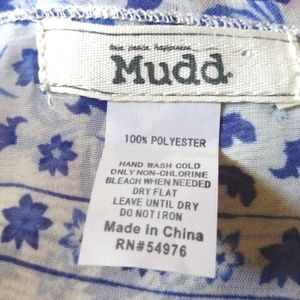 love peace happiness
Mudd
100% POLYESTER
HAND WASH COLD
ONLY NON-CHLORINE
BLEACH WHEN NEEDED
DRY FLAT
LEAVE UNTIL DRY
DO NOT IRON
Made in China
RN#54976